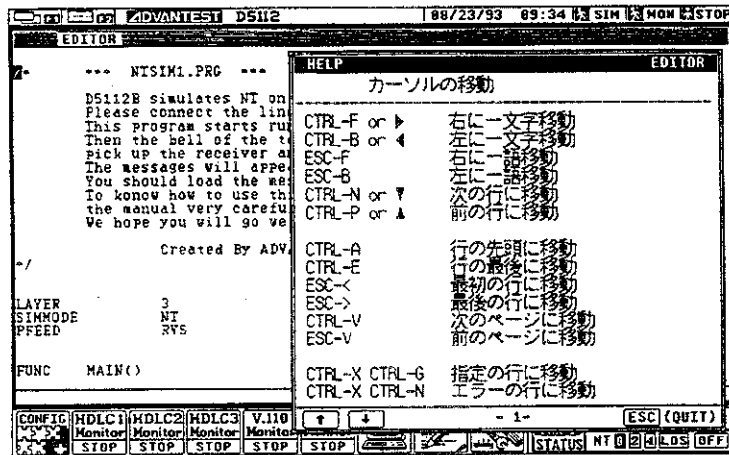 ADVANTEST D5112 08/23/93 09:34 SIM MON STOP
EDITOR
*** NTSIM1.PRG ***
D5112B simulates NT on
Please connect the lin
This program starts ru
Then the bell of the t
pick up the receiver a
The messages will appe
You should load the mes
To konow how to use th
the manual very carefu
We hope you will go we
Created By ADVA
*/
LAYER 3
SIMMODE NT
PFEED RVS
FUNC MAIN()
HELP EDITOR
カーソルの移動
CTRL-F or ▶ 右に一文字移動
CTRL-B or ◀ 左に一文字移動
ESC-F 右に一語移動
ESC-B 左に一語移動
CTRL-N or ▼ 次の行に移動
CTRL-P or ▲ 前の行に移動
CTRL-A 行の先頭に移動
CTRL-E 行の最後に移動
ESC-< 最初の行に移動
ESC-> 最後の行に移動
CTRL-V 次のページに移動
ESC-V 前のページに移動
CTRL-X CTRL-G 指定の行に移動
CTRL-X CTRL-N エラーの行に移動
↑ ↓ - 1- ESC (QUIT)
CONFIG HDLC1 HDLC2 HDLC3 V.110
Monitor Monitor Monitor Monitor
STOP STOP STOP STOP STOP STATUS NT 0 2 4 LOS OFF